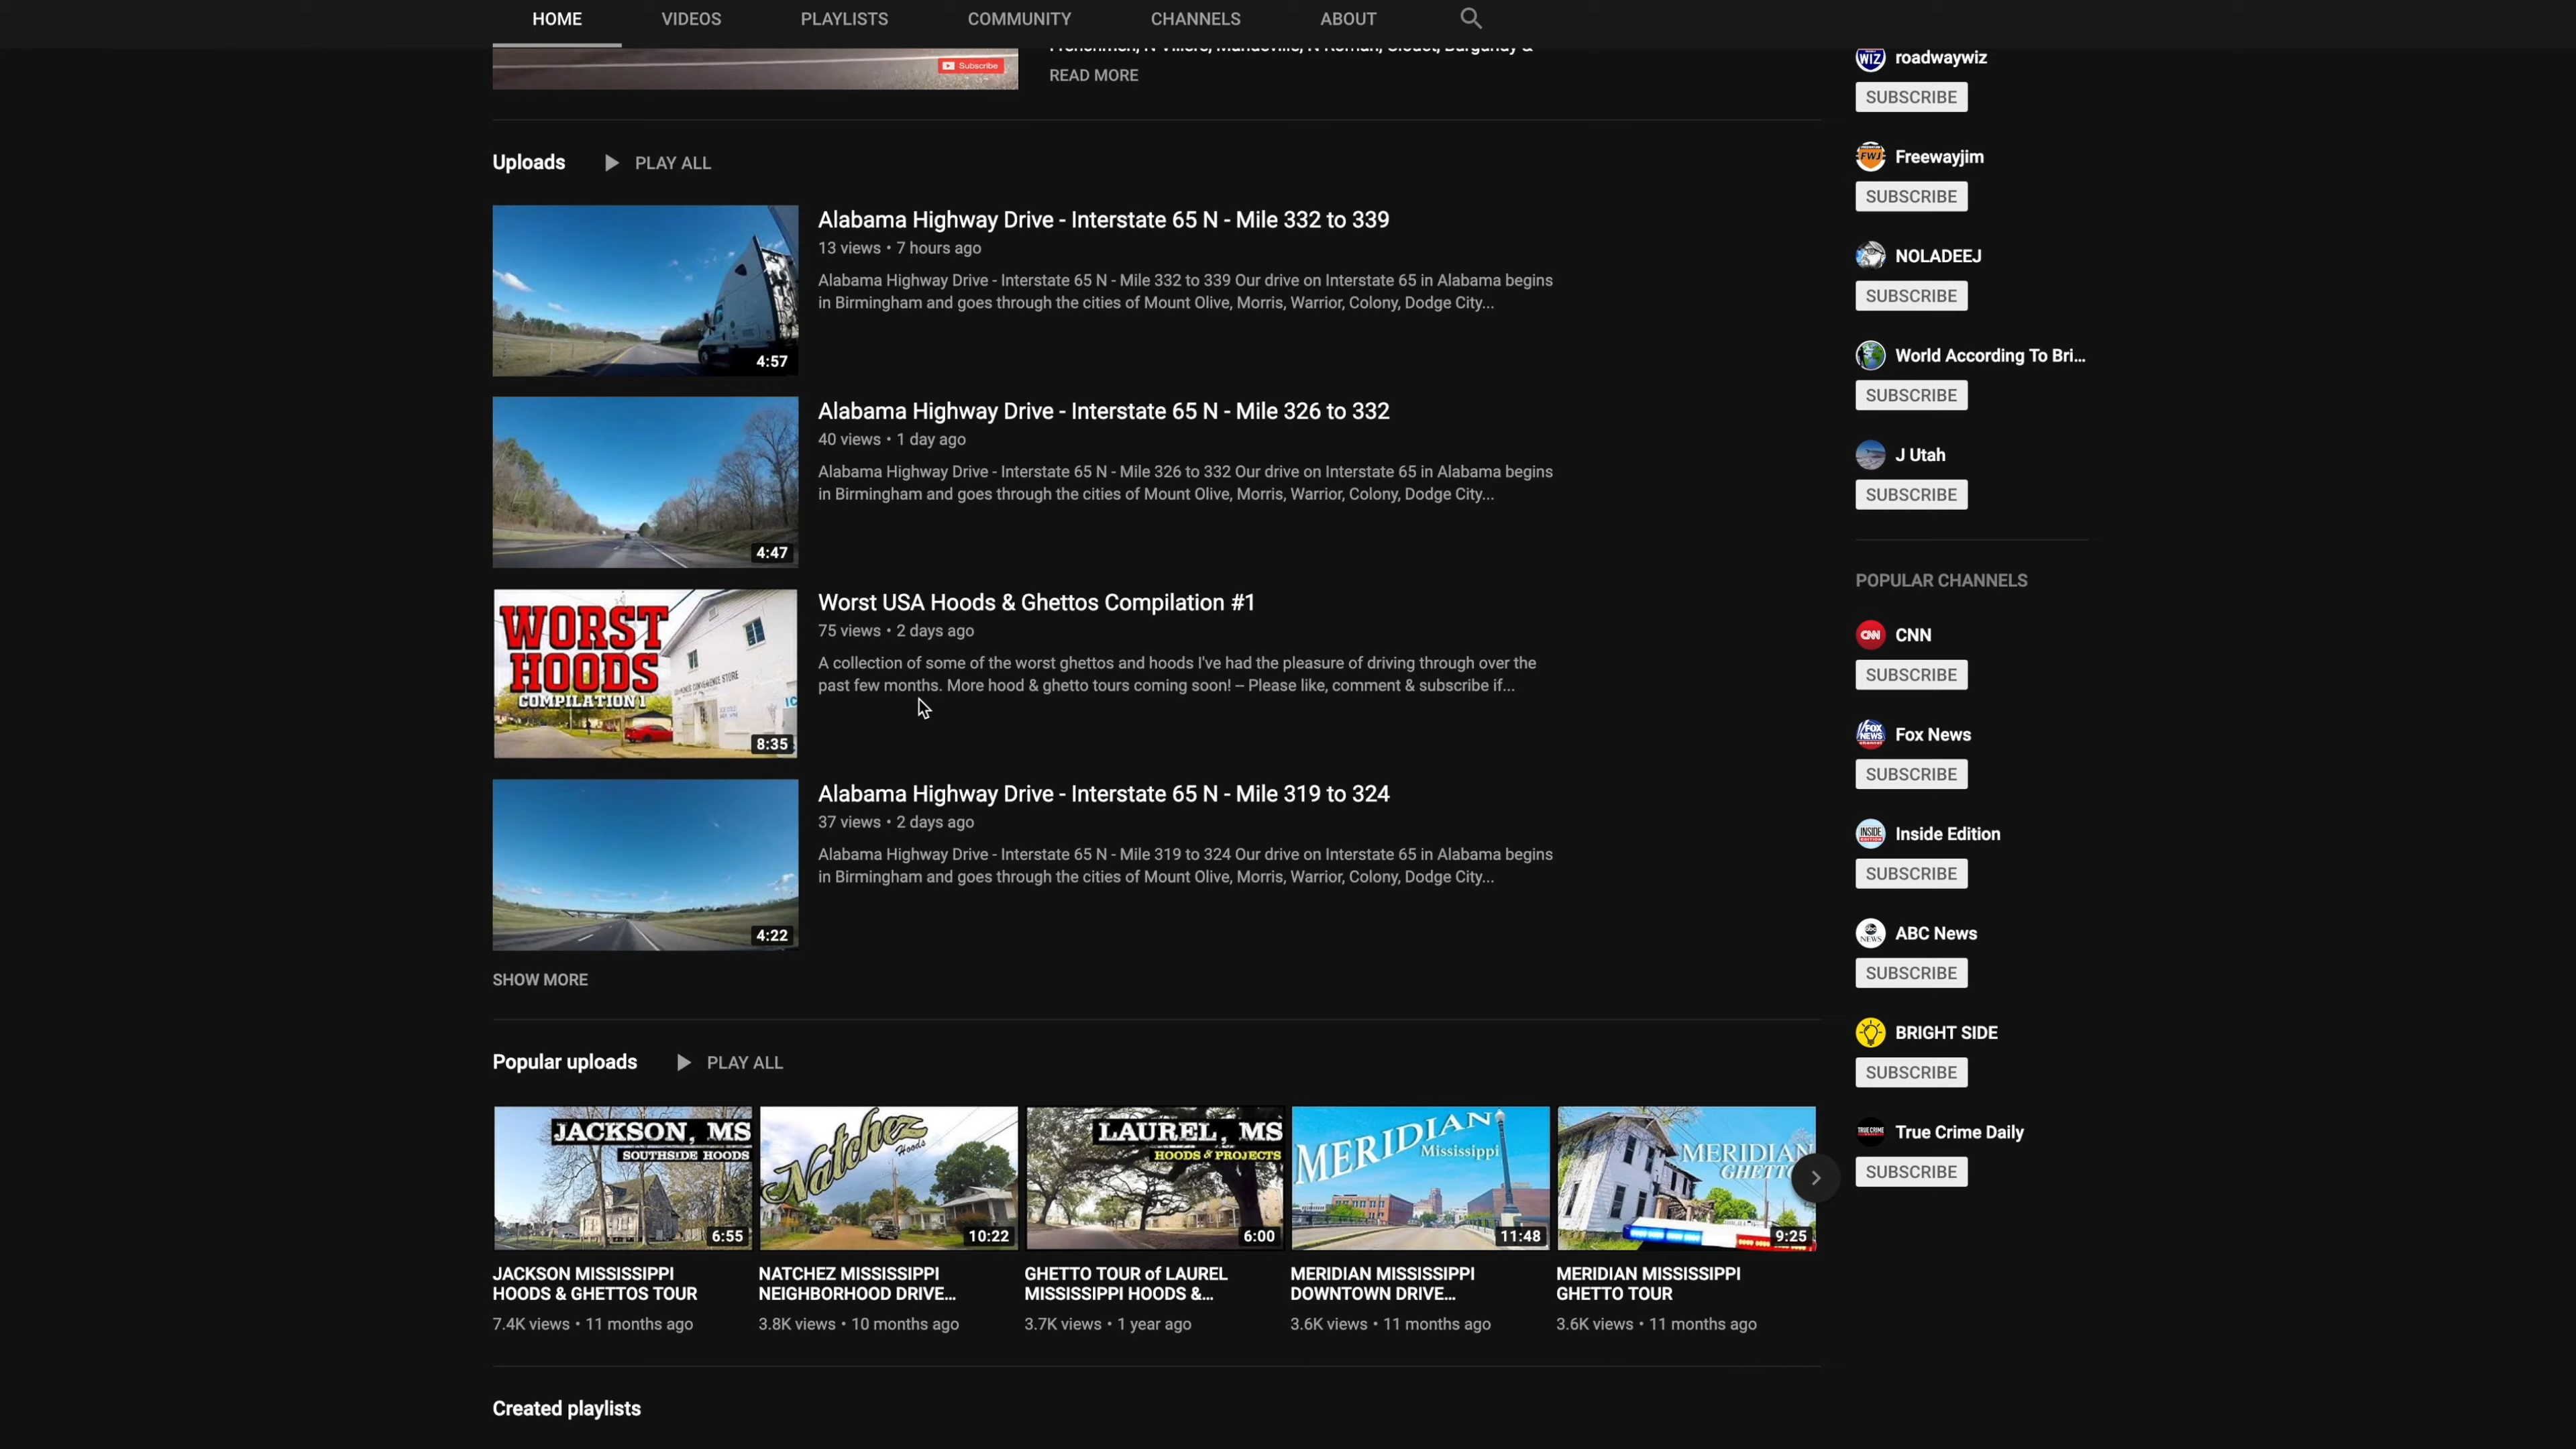 HOME VIDEOS PLAYLISTS COMMUNITY CHANNELS ABOUT
Subscribe
READ MORE
Uploads PLAY ALL
4:57
Alabama Highway Drive - Interstate 65 N - Mile 332 to 339
13 views • 7 hours ago
Alabama Highway Drive - Interstate 65 N - Mile 332 to 339 Our drive on Interstate 65 in Alabama begins
in Birmingham and goes through the cities of Mount Olive, Morris, Warrior, Colony, Dodge City...
4:47
Alabama Highway Drive - Interstate 65 N - Mile 326 to 332
40 views • 1 day ago
Alabama Highway Drive - Interstate 65 N - Mile 326 to 332 Our drive on Interstate 65 in Alabama begins
in Birmingham and goes through the cities of Mount Olive, Morris, Warrior, Colony, Dodge City...
WORST
HOODS
COMPILATION 1
8:35
Worst USA Hoods & Ghettos Compilation #1
75 views • 2 days ago
A collection of some of the worst ghettos and hoods I've had the pleasure of driving through over the
past few months. More hood & ghetto tours coming soon! – Please like, comment & subscribe if...
4:22
Alabama Highway Drive - Interstate 65 N - Mile 319 to 324
37 views • 2 days ago
Alabama Highway Drive - Interstate 65 N - Mile 319 to 324 Our drive on Interstate 65 in Alabama begins
in Birmingham and goes through the cities of Mount Olive, Morris, Warrior, Colony, Dodge City...
SHOW MORE
Popular uploads PLAY ALL
JACKSON, MS
SOUTHSIDE HOODS
6:55
JACKSON MISSISSIPPI
HOODS & GHETTOS TOUR
7.4K views • 11 months ago
Natchez
Hoods
10:22
NATCHEZ MISSISSIPPI
NEIGHBORHOOD DRIVE...
3.8K views • 10 months ago
LAUREL, MS
HOODS & PROJECTS
6:00
GHETTO TOUR of LAUREL
MISSISSIPPI HOODS &...
3.7K views • 1 year ago
MERIDIAN
Mississippi
11:48
MERIDIAN MISSISSIPPI
DOWNTOWN DRIVE...
3.6K views • 11 months ago
MERIDIAN
9:25
MERIDIAN MISSISSIPPI
GHETTO TOUR
3.6K views • 11 months ago
Created playlists
WIZ
roadwaywiz
SUBSCRIBE
FWJ
Freewayjim
SUBSCRIBE
NOLADEEJ
SUBSCRIBE
World According To Bri...
SUBSCRIBE
J Utah
SUBSCRIBE
POPULAR CHANNELS
CNN
CNN
SUBSCRIBE
FOX
NEWS
channel
Fox News
SUBSCRIBE
INSIDE
EDITION
Inside Edition
SUBSCRIBE
abc
NEWS
ABC News
SUBSCRIBE
BRIGHT SIDE
SUBSCRIBE
True Crime Daily
SUBSCRIBE